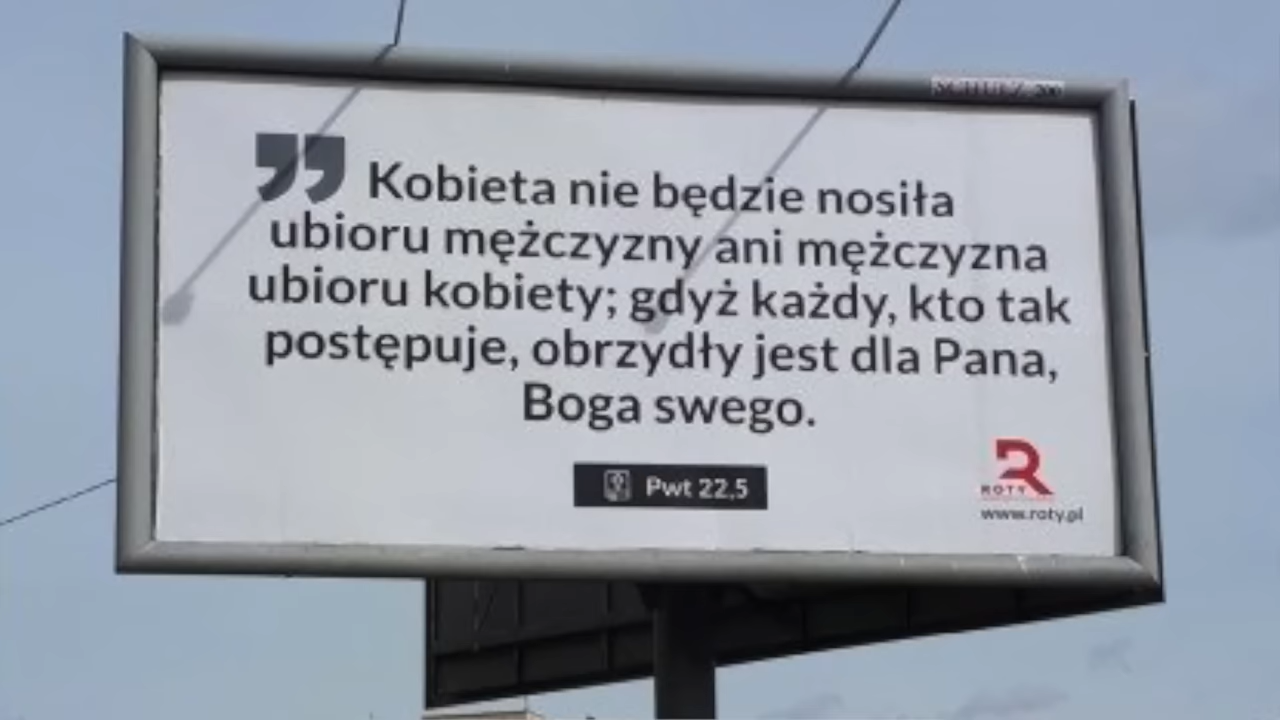 Kobieta nie będzie nosiła
ubioru mężczyzny ani mężczyzna
ubioru kobiety; gdyż każdy, kto tak
postępuje, obrzydły jest dla Pana,
Boga swego.
Pwt 22,5
ROTY
www.roty.pl